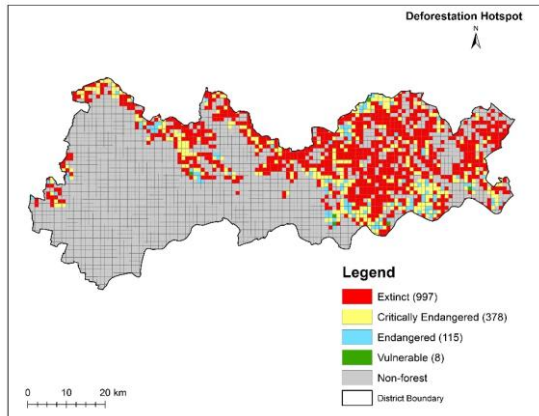 Deforestation Hotspot
N
Legend
Extinct (997)
Critically Endangered (378)
Endangered (115)
Vulnerable (8)
Non-forest
District Boundary
0 10 20 km